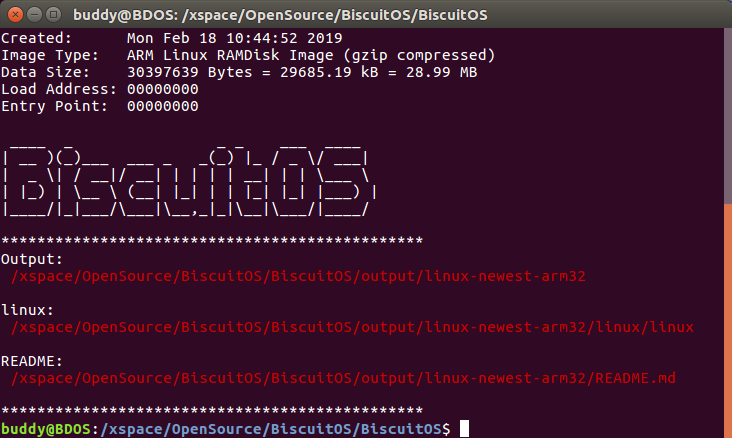 buddy@BDOS: /xspace/OpenSource/BiscuitOS/BiscuitOS
Created:      Mon Feb 18 10:44:52 2019
Image Type:   ARM Linux RAMDisk Image (gzip compressed)
Data Size:    30397639 Bytes = 29685.19 kB = 28.99 MB
Load Address: 00000000
Entry Point:  00000000
BiscuitOS
***********************************************
Output:
/xspace/OpenSource/BiscuitOS/BiscuitOS/output/linux-newest-arm32
linux:
/xspace/OpenSource/BiscuitOS/BiscuitOS/output/linux-newest-arm32/linux/linux
README:
/xspace/OpenSource/BiscuitOS/BiscuitOS/output/linux-newest-arm32/README.md
***********************************************
buddy@BDOS:/xspace/OpenSource/BiscuitOS/BiscuitOS$